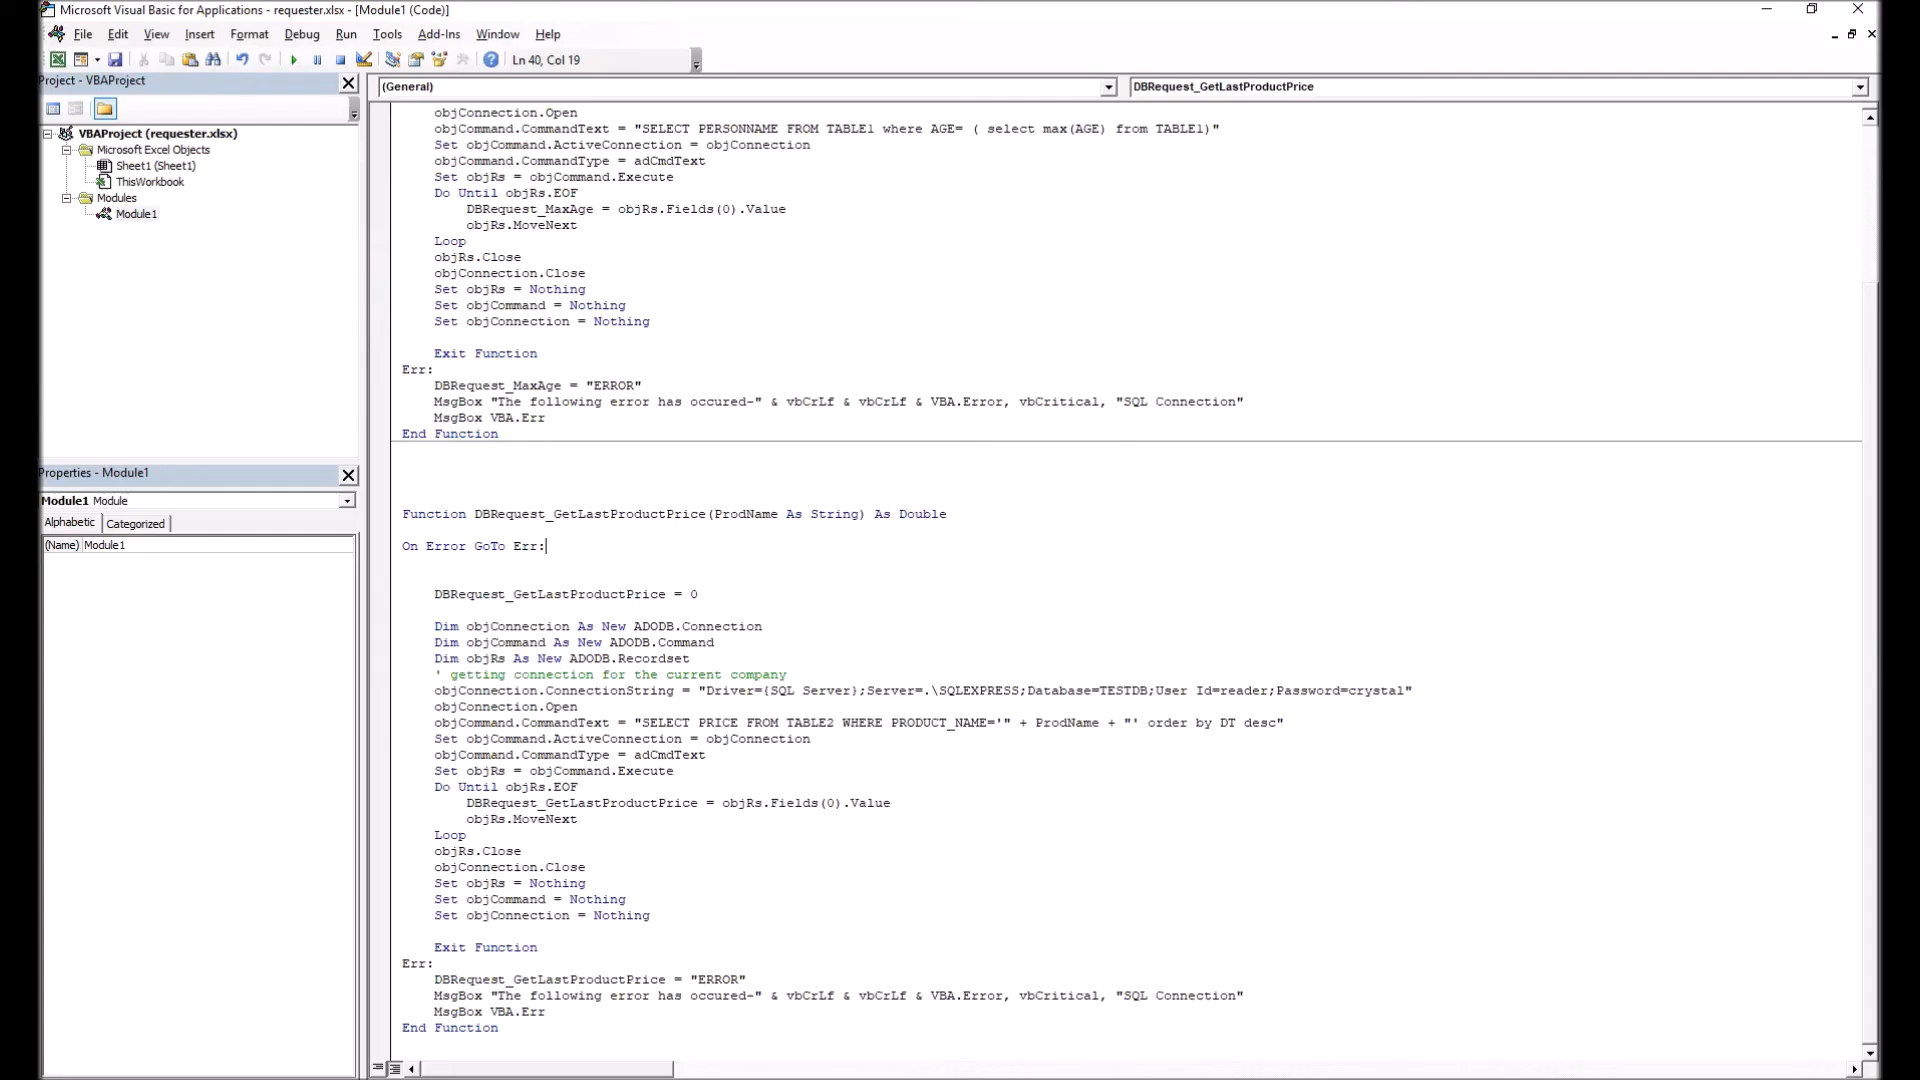 Microsoft Visual Basic for Applications - requester.xlsx - [Module1 (Code)]
File Edit View Insert Format Debug Run Tools Add-Ins Window Help
Ln 40, Col 19
Project - VBAProject
(General) DBRequest_GetLastProductPrice
VBAProject (requester.xlsx)
Microsoft Excel Objects
Sheet1 (Sheet1)
ThisWorkbook
Modules
Module1
Properties - Module1
Module1 Module
Alphabetic Categorized
(Name) Module1
objConnection.Open
objCommand.CommandText = "SELECT PERSONNAME FROM TABLE1 where AGE= ( select max(AGE) from TABLE1)"
Set objCommand.ActiveConnection = objConnection
objCommand.CommandType = adCmdText
Set objRs = objCommand.Execute
Do Until objRs.EOF
DBRequest_MaxAge = objRs.Fields(0).Value
objRs.MoveNext
Loop
objRs.Close
objConnection.Close
Set objRs = Nothing
Set objCommand = Nothing
Set objConnection = Nothing
Exit Function
Err:
DBRequest_MaxAge = "ERROR"
MsgBox "The following error has occured-" & vbCrLf & vbCrLf & VBA.Error, vbCritical, "SQL Connection"
MsgBox VBA.Err
End Function
Function DBRequest_GetLastProductPrice(ProdName As String) As Double
On Error GoTo Err:
DBRequest_GetLastProductPrice = 0
Dim objConnection As New ADODB.Connection
Dim objCommand As New ADODB.Command
Dim objRs As New ADODB.Recordset
' getting connection for the current company
objConnection.ConnectionString = "Driver={SQL Server};Server=.\SQLEXPRESS;Database=TESTDB;User Id=reader;Password=crystal"
objConnection.Open
objCommand.CommandText = "SELECT PRICE FROM TABLE2 WHERE PRODUCT_NAME='" + ProdName + "' order by DT desc"
Set objCommand.ActiveConnection = objConnection
objCommand.CommandType = adCmdText
Set objRs = objCommand.Execute
Do Until objRs.EOF
DBRequest_GetLastProductPrice = objRs.Fields(0).Value
objRs.MoveNext
Loop
objRs.Close
objConnection.Close
Set objRs = Nothing
Set objCommand = Nothing
Set objConnection = Nothing
Exit Function
Err:
DBRequest_GetLastProductPrice = "ERROR"
MsgBox "The following error has occured-" & vbCrLf & vbCrLf & VBA.Error, vbCritical, "SQL Connection"
MsgBox VBA.Err
End Function